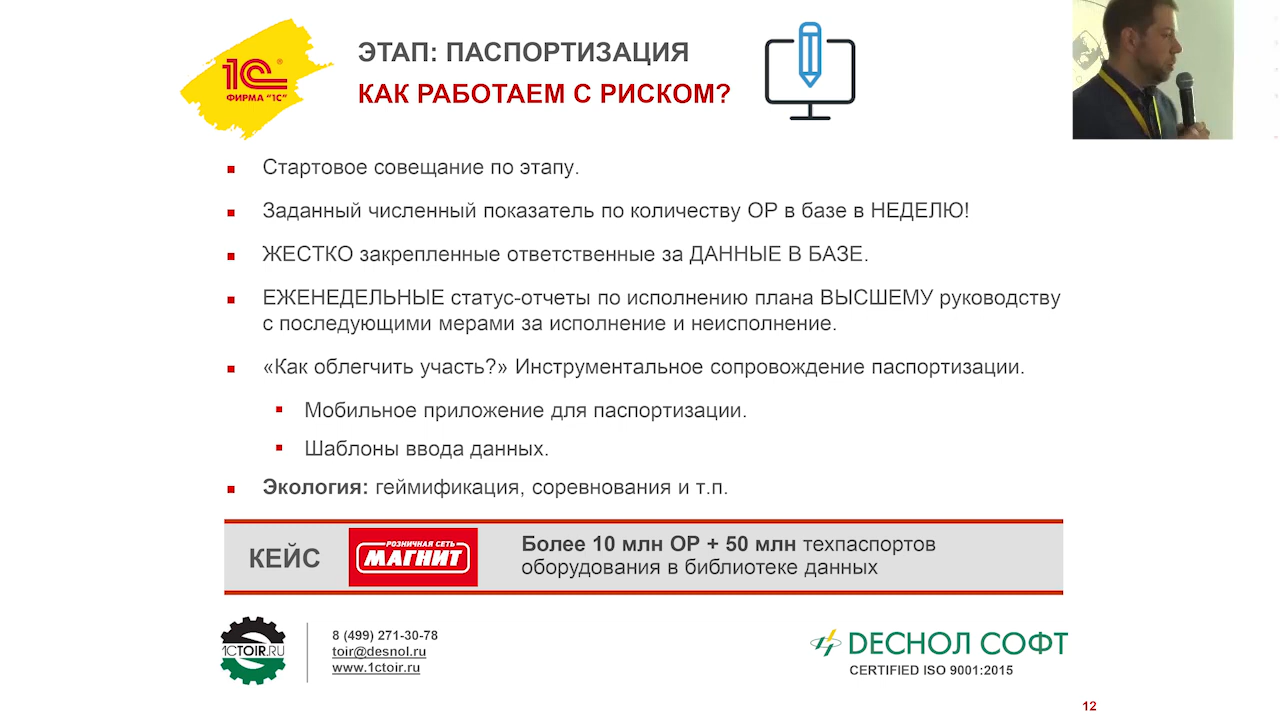 1С®
ФИРМА "1С"
ЭТАП: ПАСПОРТИЗАЦИЯ
КАК РАБОТАЕМ С РИСКОМ?
Стартовое совещание по этапу.
Заданный численный показатель по количеству ОР в базе в НЕДЕЛЮ!
ЖЕСТКО закрепленные ответственные за ДАННЫЕ В БАЗЕ.
ЕЖЕНЕДЕЛЬНЫЕ статус-отчеты по исполнению плана ВЫСШЕМУ руководству
с последующими мерами за исполнение и неисполнение.
«Как облегчить участь?» Инструментальное сопровождение паспортизации.
Мобильное приложение для паспортизации.
Шаблоны ввода данных.
Экология: геймификация, соревнования и т.п.
КЕЙС
РОЗНИЧНАЯ СЕТЬ
МАГНИТ
Более 10 млн ОР + 50 млн техпаспортов
оборудования в библиотеке данных
1CTOIR.RU
8 (499) 271-30-78
toir@desnol.ru
www.1ctoir.ru
DЕСНОЛ СОФТ
CERTIFIED ISO 9001:2015
12